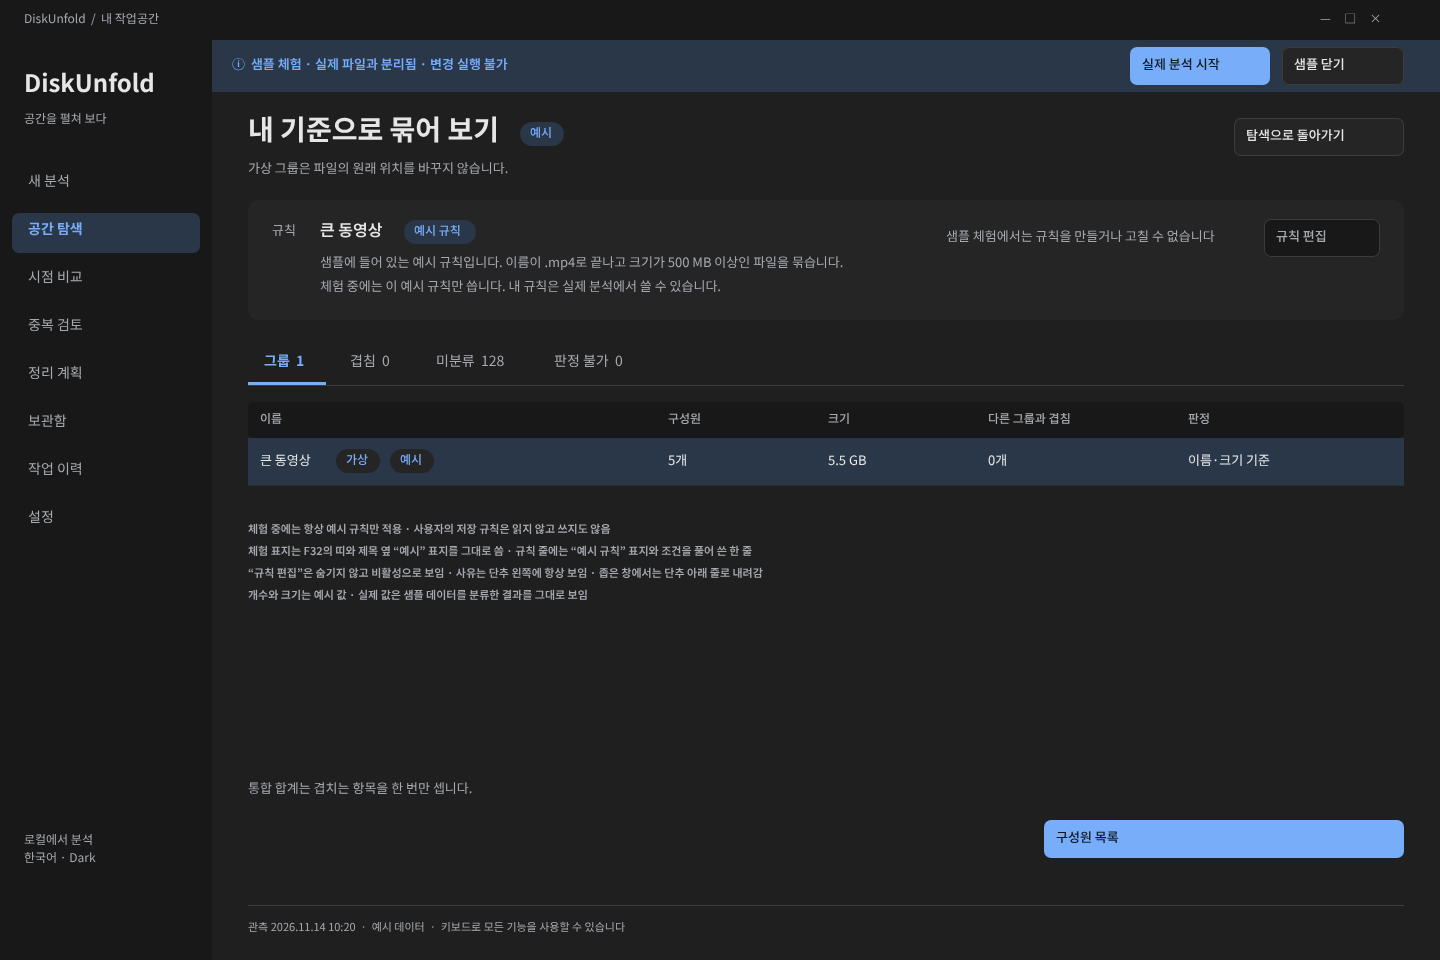 DiskUnfold / 내 작업공간
DiskUnfold
공간을 펼쳐 보다
새 분석
공간 탐색
시점 비교
중복 검토
정리 계획
보관함
작업 이력
설정
로컬에서 분석
한국어 · Dark
샘플 체험 · 실제 파일과 분리됨 · 변경 실행 불가
실제 분석 시작
샘플 닫기
내 기준으로 묶어 보기 예시
탐색으로 돌아가기
가상 그룹은 파일의 원래 위치를 바꾸지 않습니다.
규칙 큰 동영상 예시 규칙
샘플 체험에서는 규칙을 만들거나 고칠 수 없습니다
규칙 편집
샘플에 들어 있는 예시 규칙입니다. 이름이 .mp4로 끝나고 크기가 500 MB 이상인 파일을 묶습니다.
체험 중에는 이 예시 규칙만 씁니다. 내 규칙은 실제 분석에서 쓸 수 있습니다.
그룹 1 겹침 0 미분류 128 판정 불가 0
이름 구성원 크기 다른 그룹과 겹침 판정
큰 동영상 가상 예시 5개 5.5 GB 0개 이름·크기 기준
체험 중에는 항상 예시 규칙만 적용 · 사용자의 저장 규칙은 읽지 않고 쓰지도 않음
체험 표지는 F32의 띠와 제목 옆 “예시” 표지를 그대로 씀 · 규칙 줄에는 “예시 규칙” 표지와 조건을 풀어 쓴 한 줄
“규칙 편집”은 숨기지 않고 비활성으로 보임 · 사유는 단추 왼쪽에 항상 보임 · 좁은 창에서는 단추 아래 줄로 내려감
개수와 크기는 예시 값 · 실제 값은 샘플 데이터를 분류한 결과를 그대로 보임
통합 합계는 겹치는 항목을 한 번만 셉니다.
구성원 목록
관측 2026.11.14 10:20 · 예시 데이터 · 키보드로 모든 기능을 사용할 수 있습니다